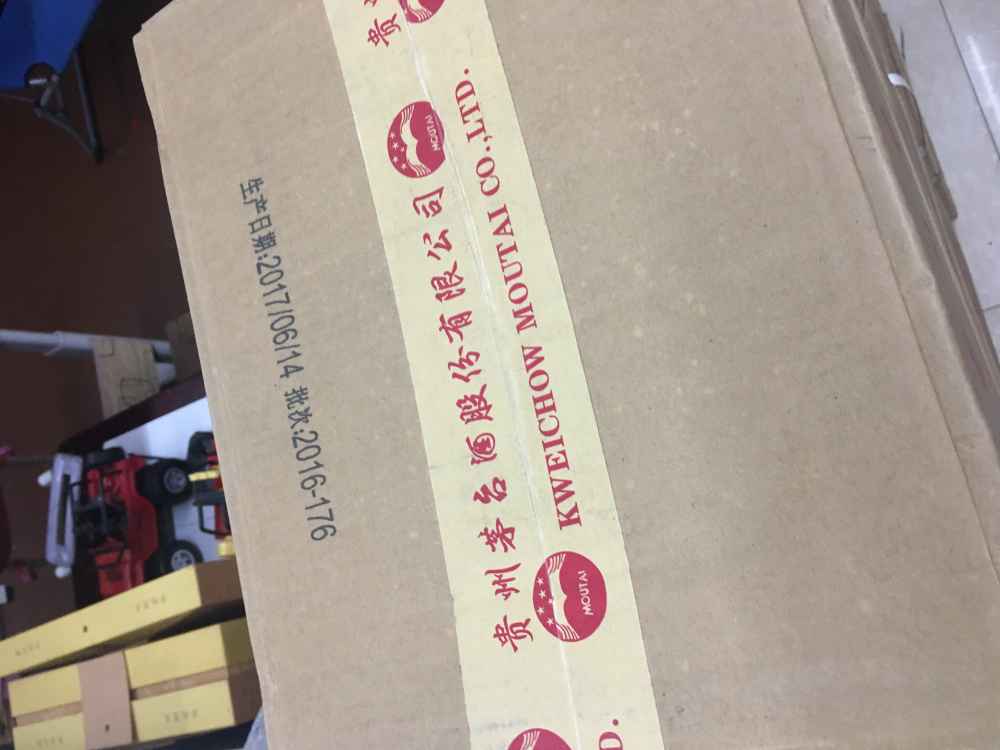 生产日期:2017/06/14 批次:2016-176
贵
MOUTAI
贵州茅台酒股份有限公司
KWEICHOW MOUTAI CO.,LTD.
MOUTAI
D.